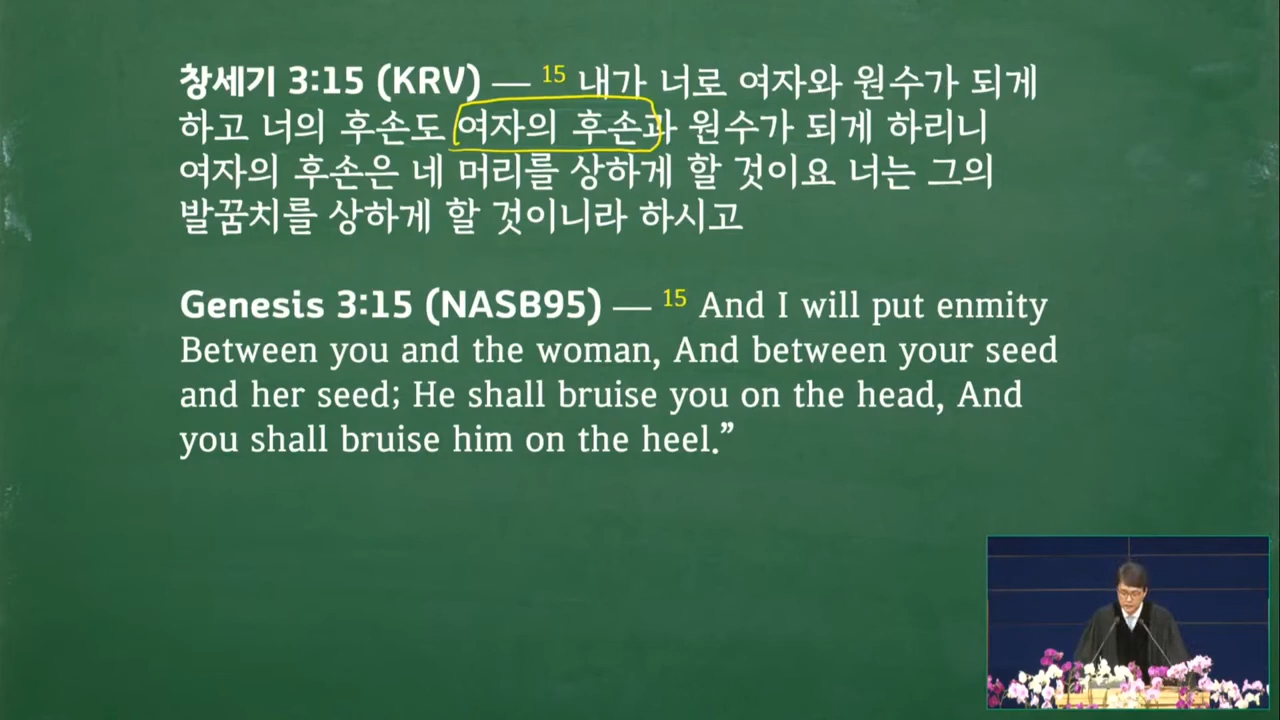 창세기 3:15 (KRV) — 15 내가 너로 여자와 원수가 되게
하고 너의 후손도 여자의 후손과 원수가 되게 하리니
여자의 후손은 네 머리를 상하게 할 것이요 너는 그의
발꿈치를 상하게 할 것이니라 하시고
Genesis 3:15 (NASB95) — 15 And I will put enmity
Between you and the woman, And between your seed
and her seed; He shall bruise you on the head, And
you shall bruise him on the heel.”